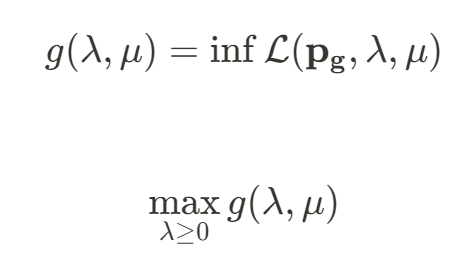 g(λ, μ) = inf ℒ(p_g, λ, μ)
max_{λ≥0} g(λ, μ)